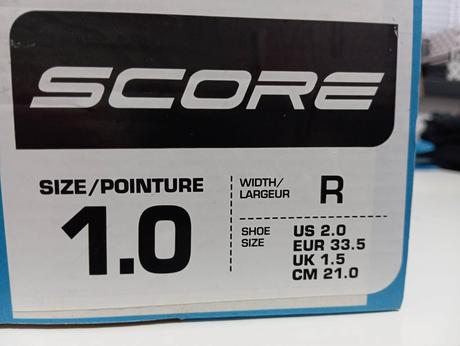 SCORE
SIZE/POINTURE
1.0
WIDTH/
LARGEUR
R
SHOE
SIZE
US 2.0
EUR 33.5
UK 1.5
CM 21.0